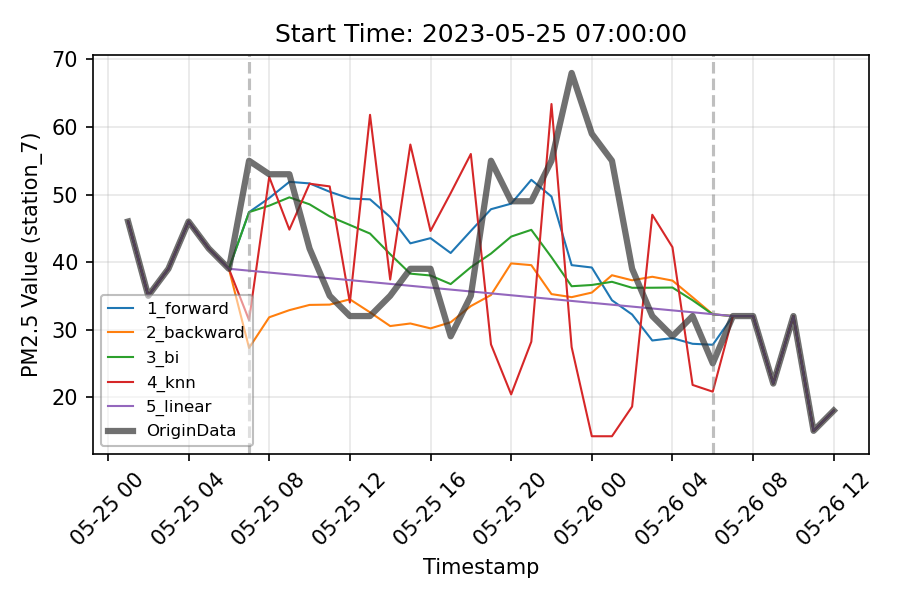 Start Time: 2023-05-25 07:00:00
PM2.5 Value (station_7)
70
60
50
40
30
20
1_forward
2_backward
3_bi
4_knn
5_linear
OriginData
05-25 00
05-25 04
05-25 08
05-25 12
05-25 16
05-25 20
05-26 00
05-26 04
05-26 08
05-26 12
Timestamp